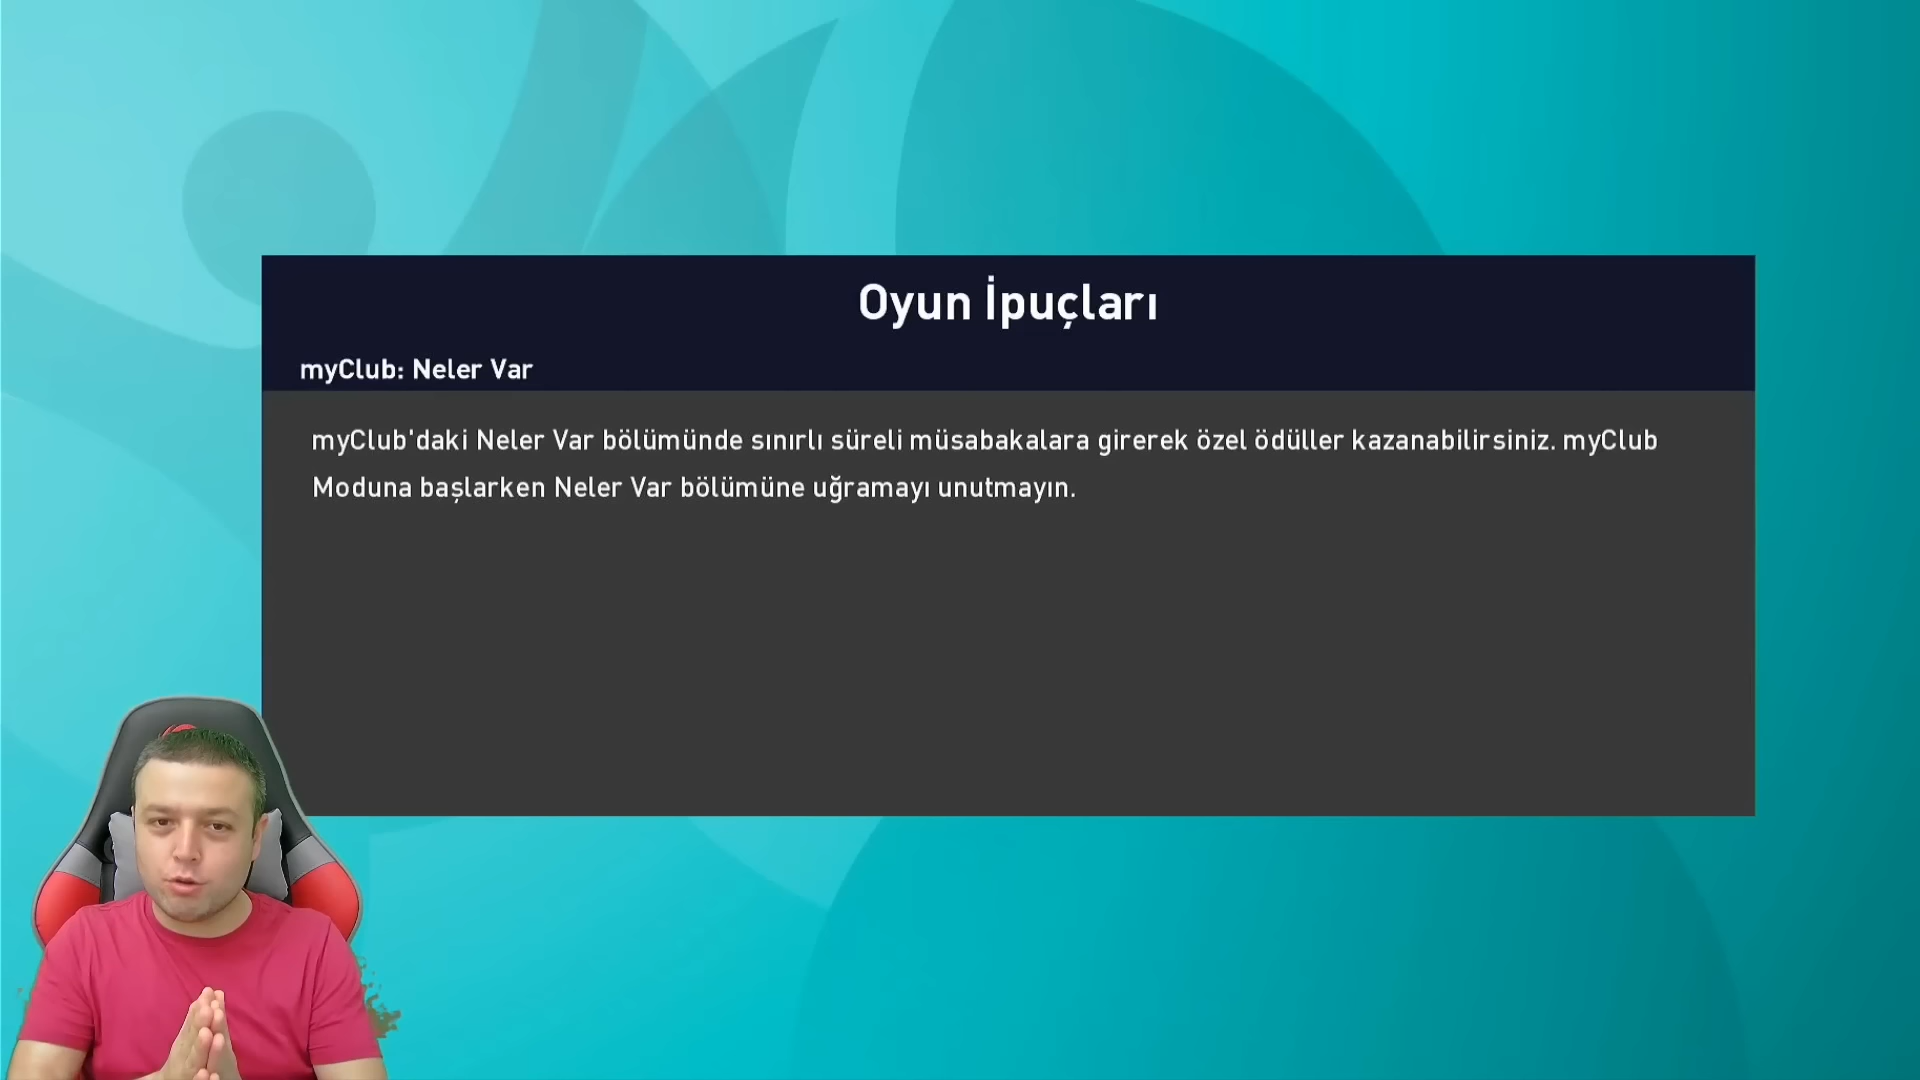 Oyun İpuçları
myClub: Neler Var
myClub'daki Neler Var bölümünde sınırlı süreli müsabakalara girerek özel ödüller kazanabilirsiniz. myClub
Moduna başlarken Neler Var bölümüne uğramayı unutmayın.